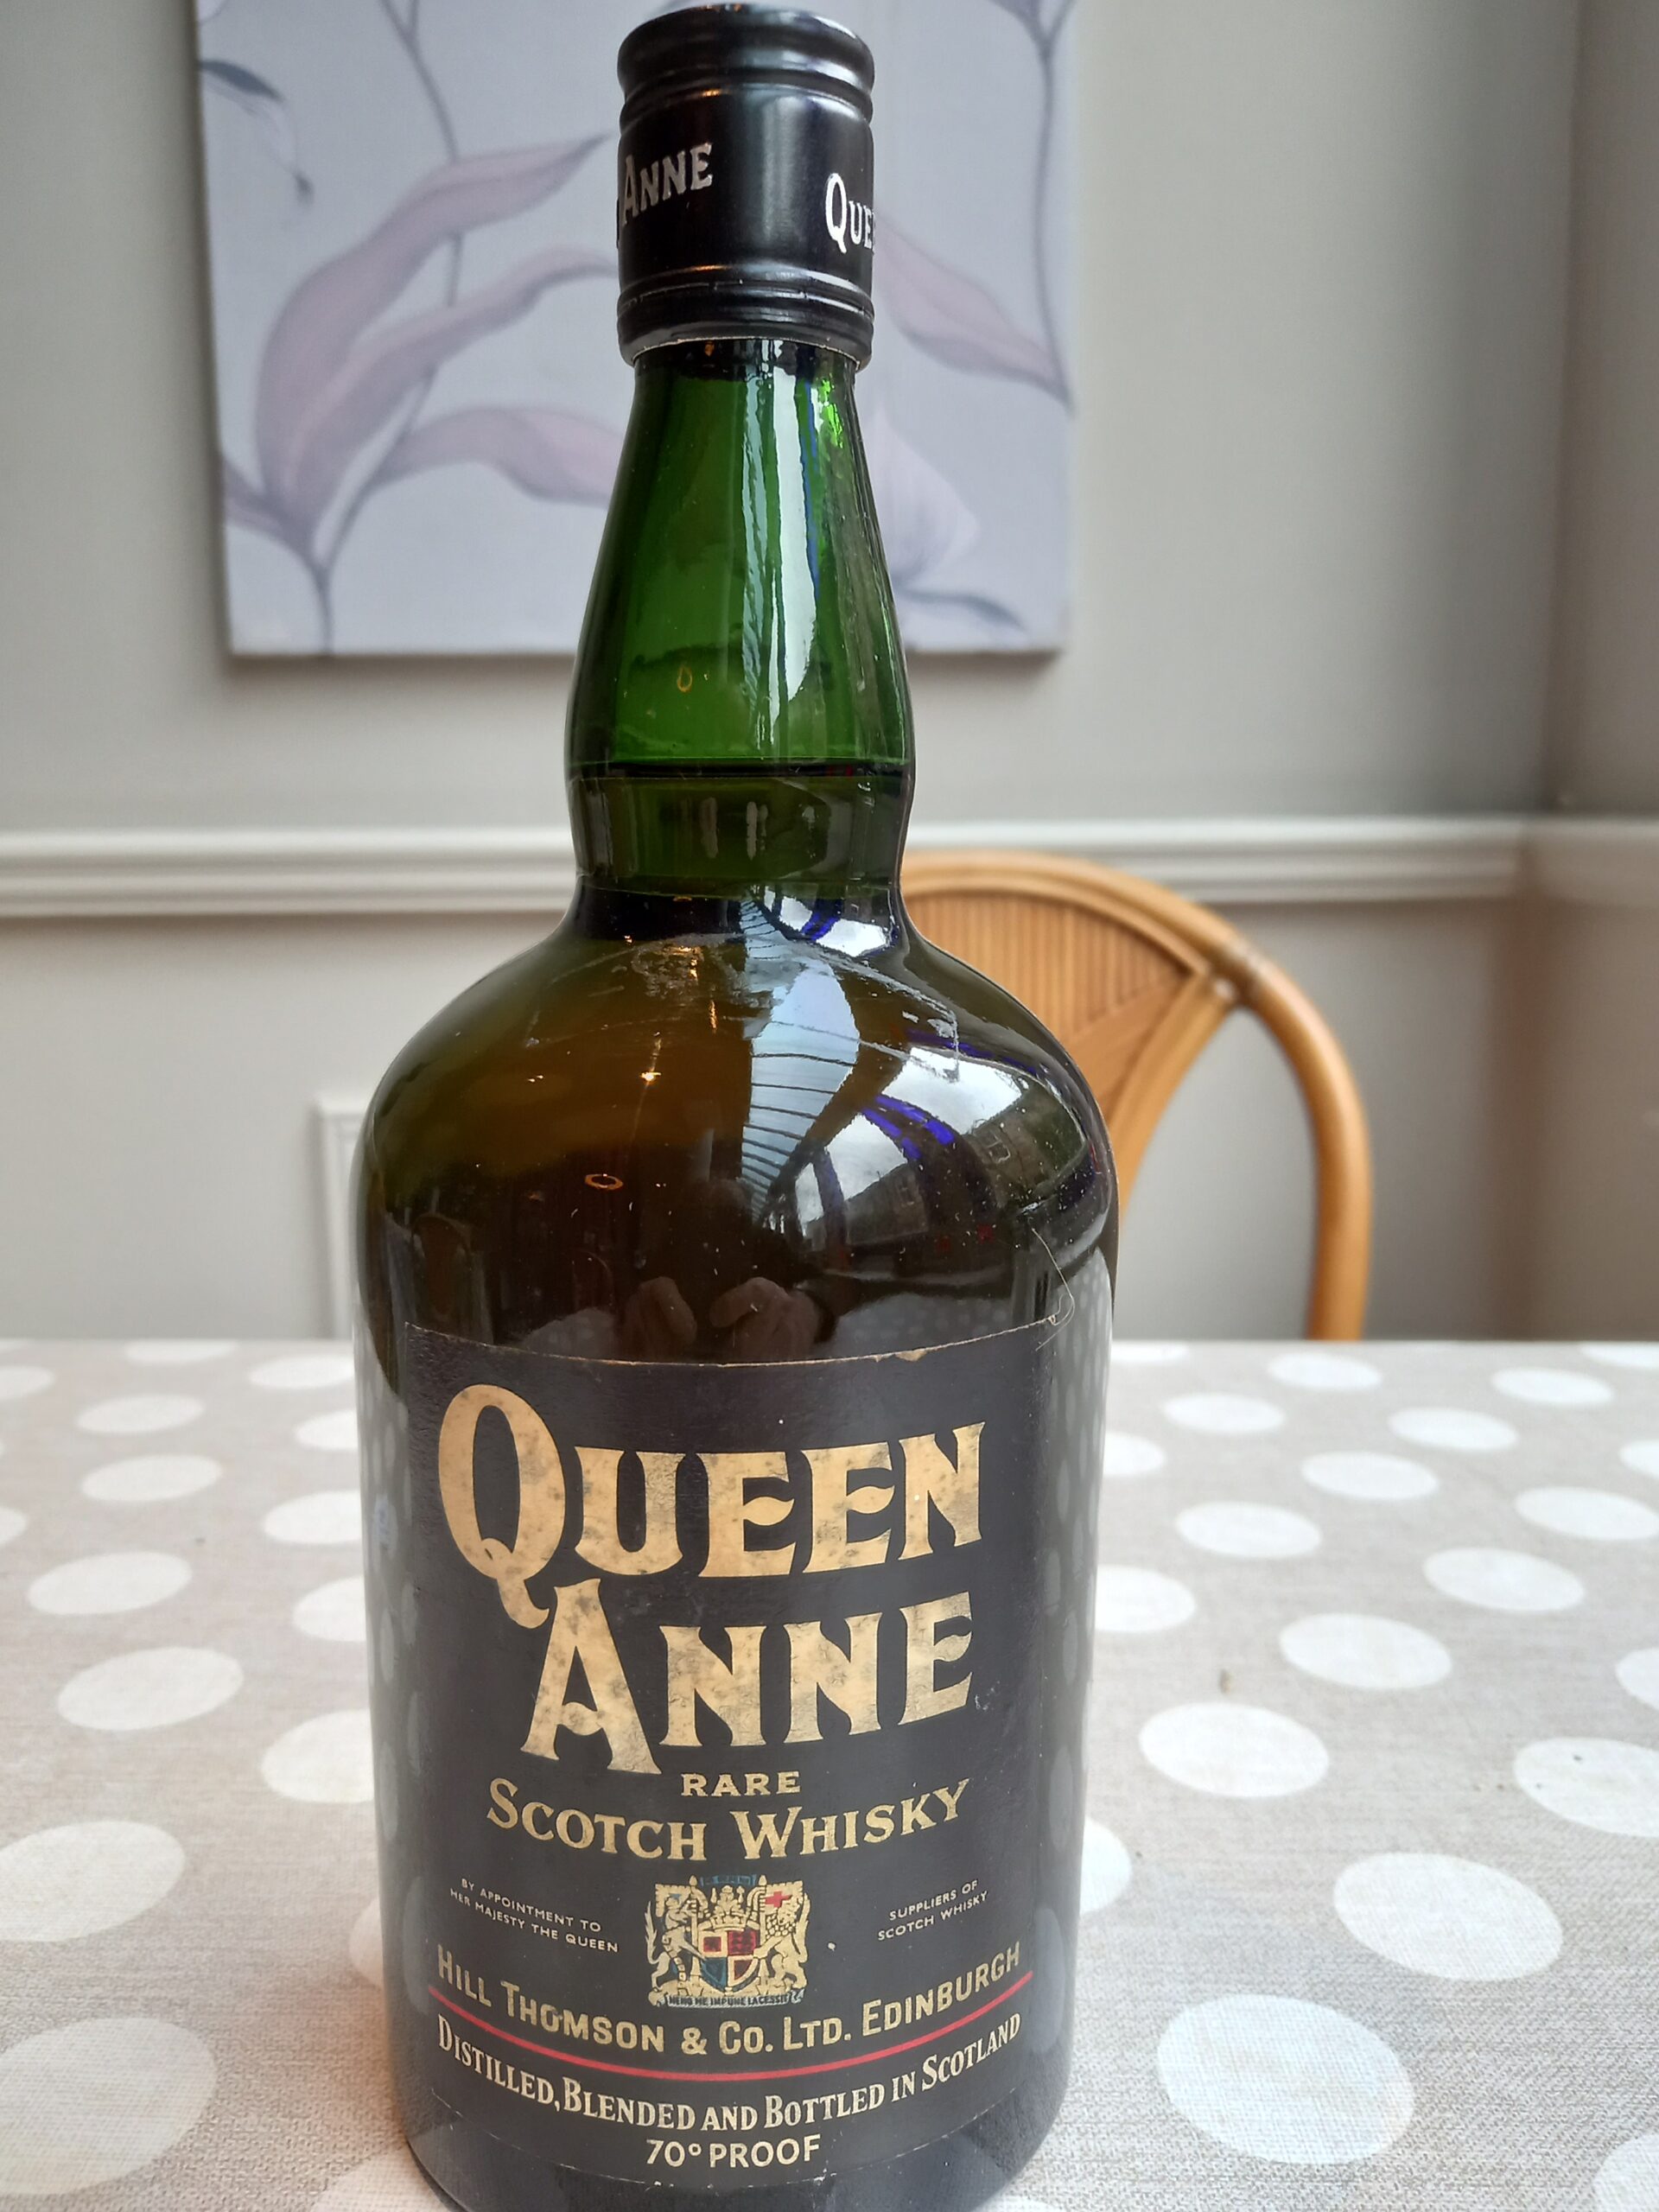 ANNE QUE
QUEEN
ANNE
RARE
SCOTCH WHISKY
BY APPOINTMENT TO
HER MAJESTY THE QUEEN
SUPPLIERS OF
SCOTCH WHISKY
NEMO ME IMPUNE LACESSIT
HILL THOMSON & CO. LTD. EDINBURGH
DISTILLED, BLENDED AND BOTTLED IN SCOTLAND
70° PROOF